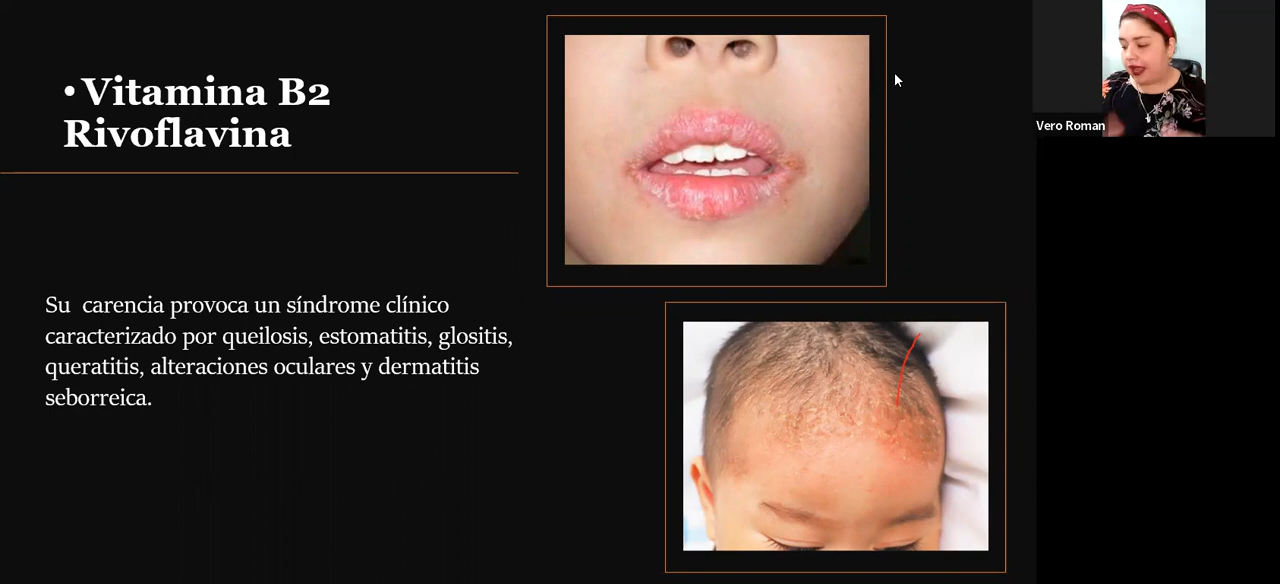 • Vitamina B2
Rivoflavina
Su carencia provoca un síndrome clínico
caracterizado por queilosis, estomatitis, glositis,
queratitis, alteraciones oculares y dermatitis
seborreica.
Vero Roman